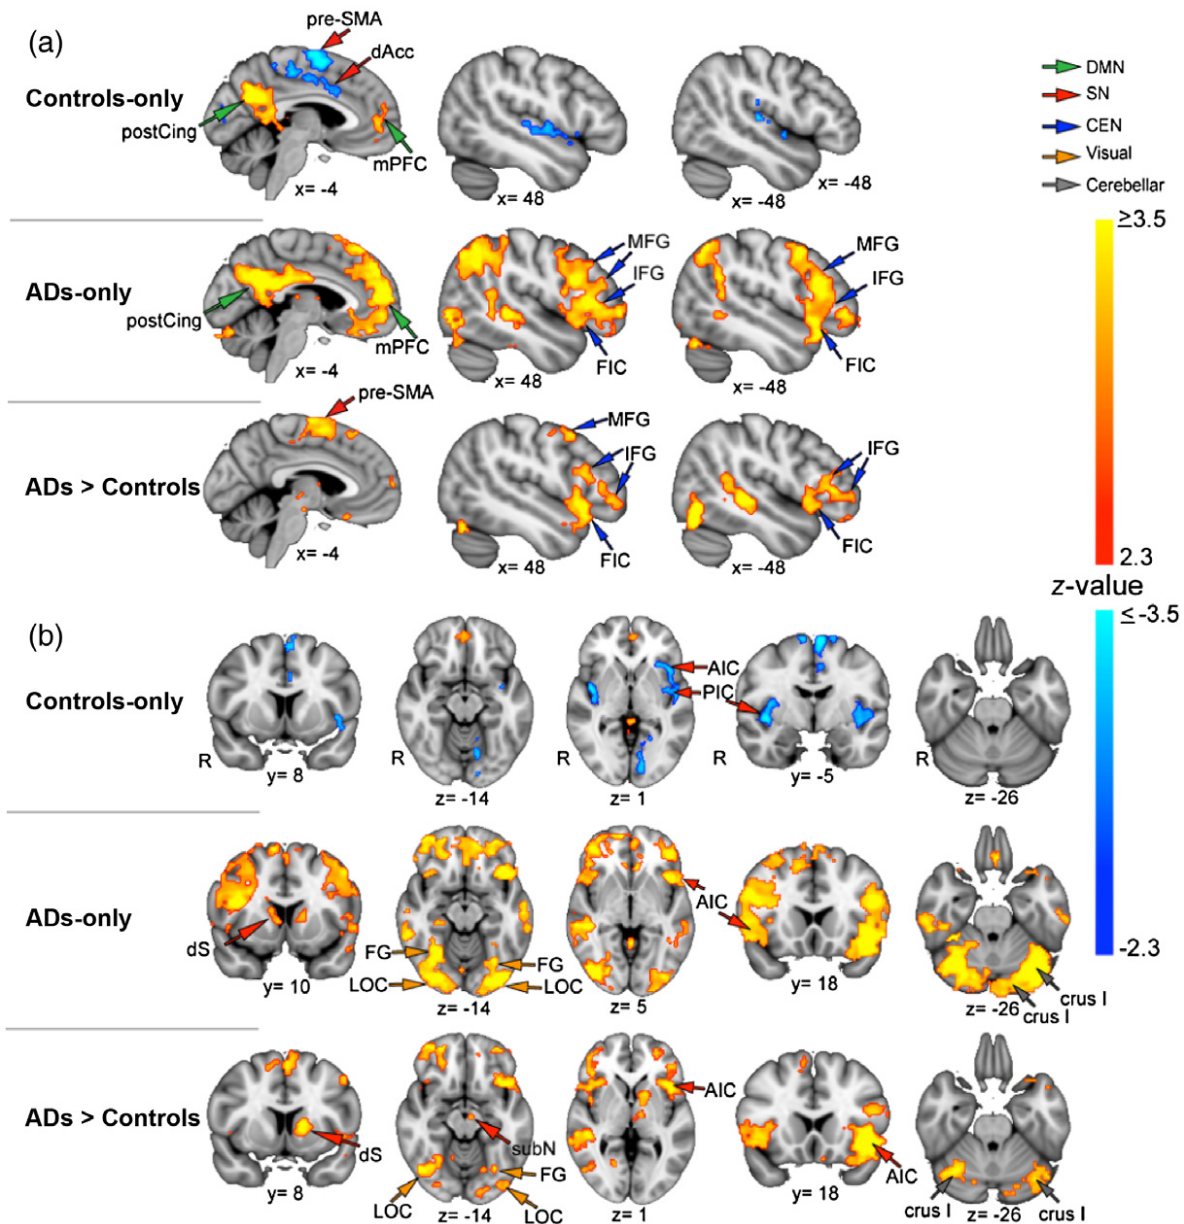 (a)
pre-SMA
dAcc
Controls-only
postCing
mPFC
x= -4
x= 48
x= -48
x= -48
DMN
SN
CEN
Visual
Cerebellar
≥3.5
2.3
z-value
≤ -3.5
-2.3
ADs-only
postCing
mPFC
x= -4
MFG
IFG
FIC
x= 48
MFG
IFG
FIC
x= -48
ADs > Controls
pre-SMA
x= -4
MFG
IFG
FIC
x= 48
IFG
FIC
x= -48
(b)
Controls-only
R
y= 8
R
z= -14
AIC
PIC
R
z= 1
y= -5
R
z= -26
ADs-only
dS
y= 10
FG
FG
LOC
LOC
z= -14
z= 5
AIC
y= 18
crus I
crus I
z= -26
ADs > Controls
dS
y= 8
subN
FG
LOC
LOC
z= -14
AIC
z= 1
AIC
y= 18
crus I
crus I
z= -26